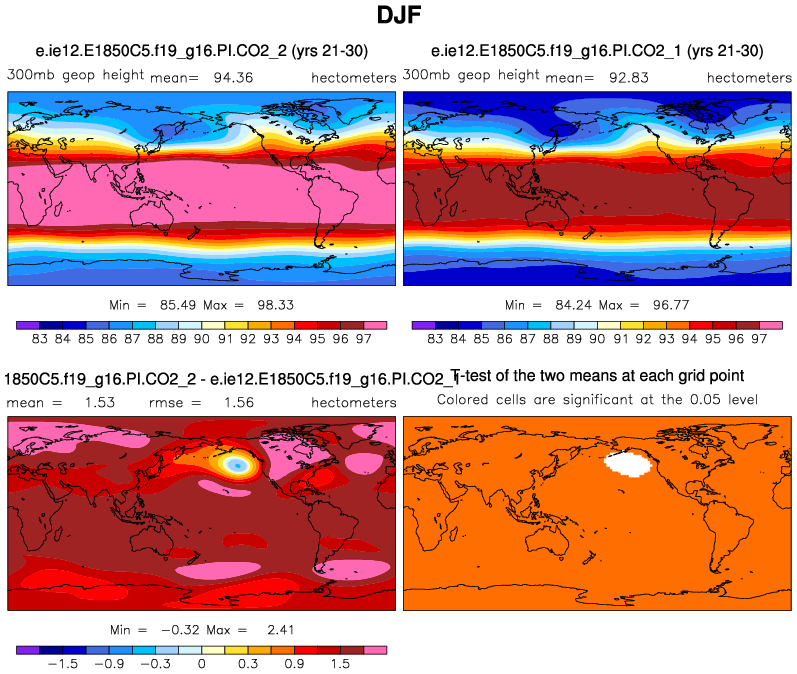 DJF
e.ie12.E1850C5.f19_g16.PI.CO2_2 (yrs 21-30)
300mb geop height mean= 94.36 hectometers
Min = 85.49 Max = 98.33
83 84 85 86 87 88 89 90 91 92 93 94 95 96 97
e.ie12.E1850C5.f19_g16.PI.CO2_1 (yrs 21-30)
300mb geop height mean= 92.83 hectometers
Min = 84.24 Max = 96.77
83 84 85 86 87 88 89 90 91 92 93 94 95 96 97
1850C5.f19_g16.PI.CO2_2 - e.ie12.E1850C5.f19_g16.PI.CO2_1
mean = 1.53 rmse = 1.56 hectometers
Min = -0.32 Max = 2.41
-1.5 -0.9 -0.3 0 0.3 0.9 1.5
T-test of the two means at each grid point
Colored cells are significant at the 0.05 level